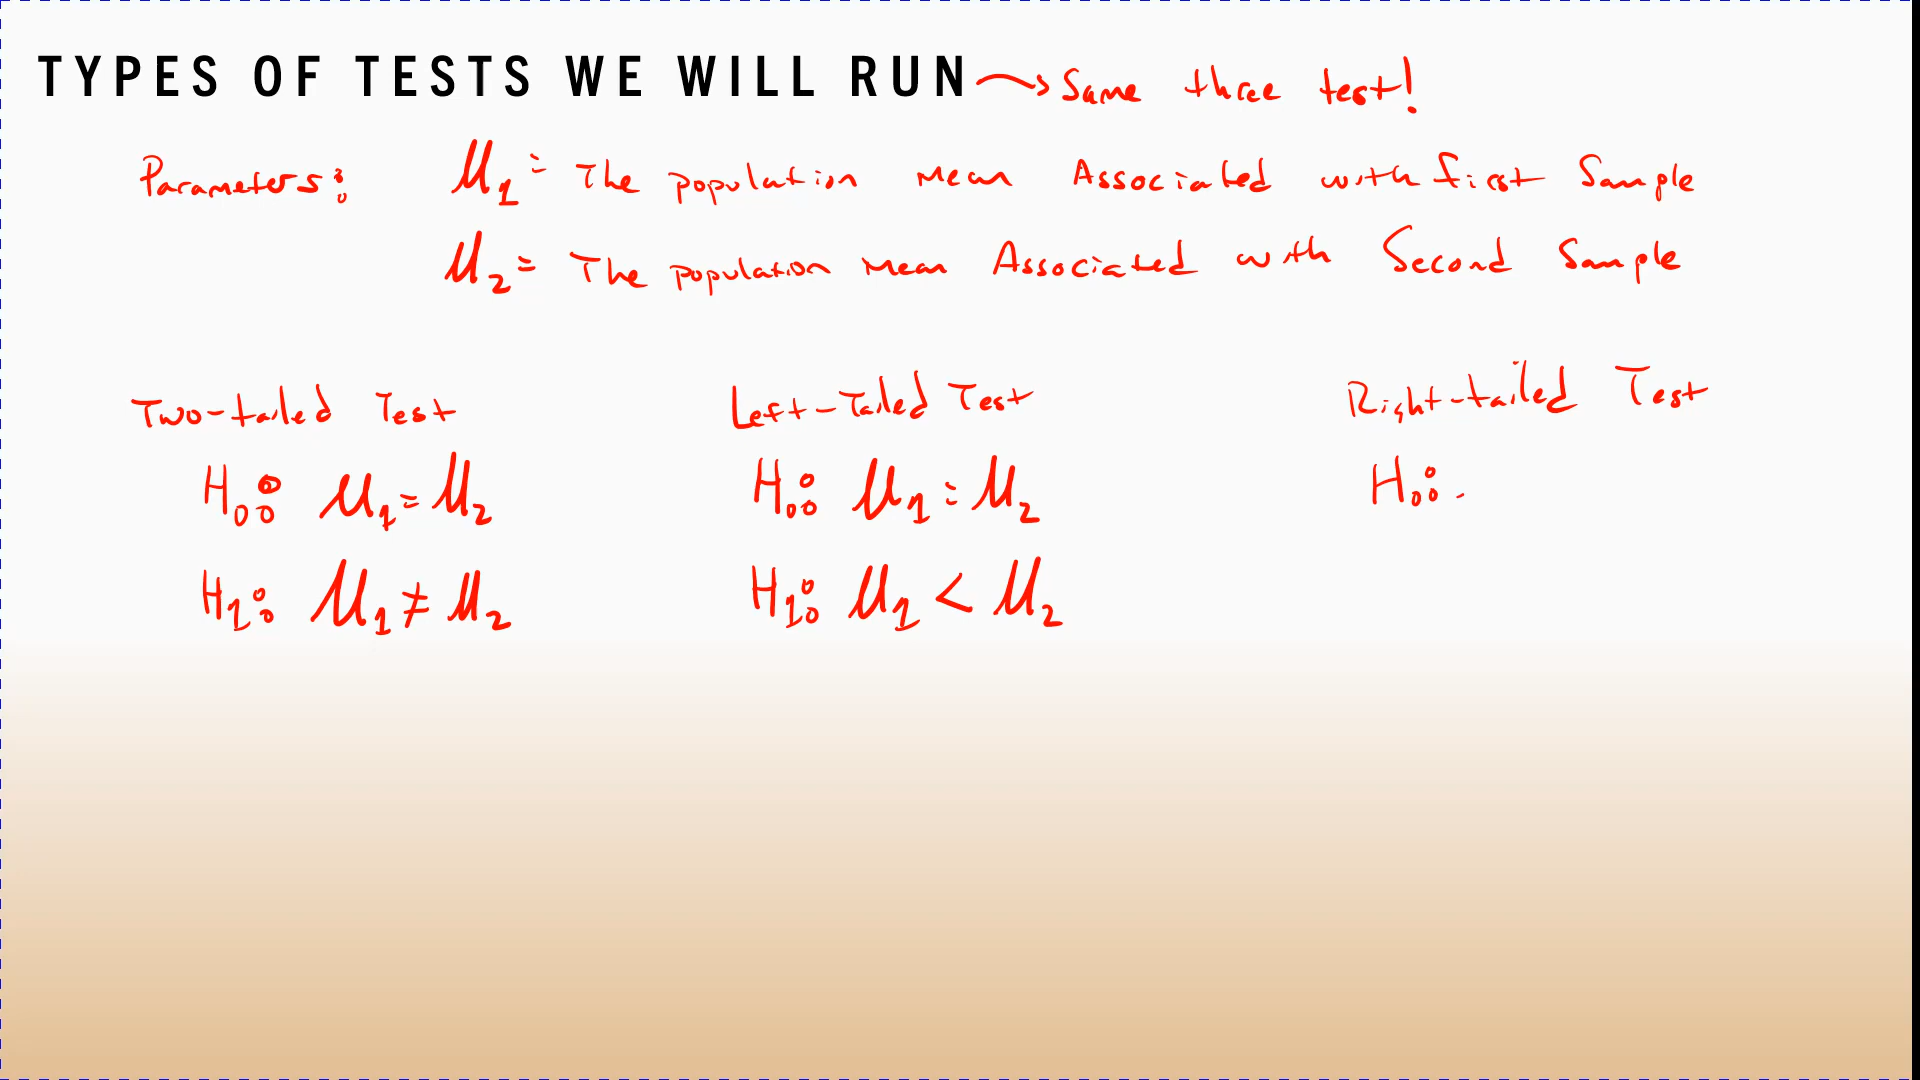 TYPES OF TESTS WE WILL RUN → Same three test!
Parameters: μ₁ = The population mean Associated with first Sample
μ₂ = The population mean Associated with Second Sample
Two-tailed Test Left-Tailed Test Right-tailed Test
H₀: μ₁ = μ₂ H₀: μ₁ = μ₂ H₀:
H₁: μ₁ ≠ μ₂ H₁: μ₁ < μ₂